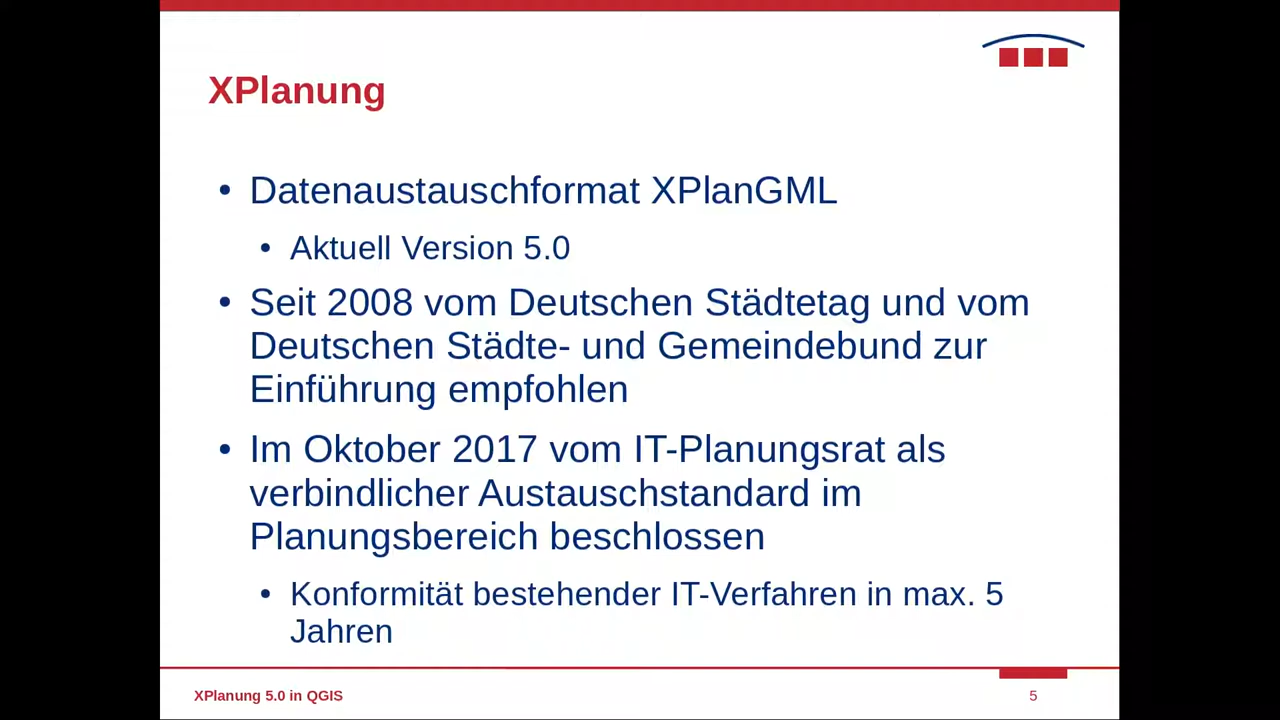 XPlanung
• Datenaustauschformat XPlanGML
• Aktuell Version 5.0
• Seit 2008 vom Deutschen Städtetag und vom
Deutschen Städte- und Gemeindebund zur
Einführung empfohlen
• Im Oktober 2017 vom IT-Planungsrat als
verbindlicher Austauschstandard im
Planungsbereich beschlossen
• Konformität bestehender IT-Verfahren in max. 5
Jahren
XPlanung 5.0 in QGIS
5